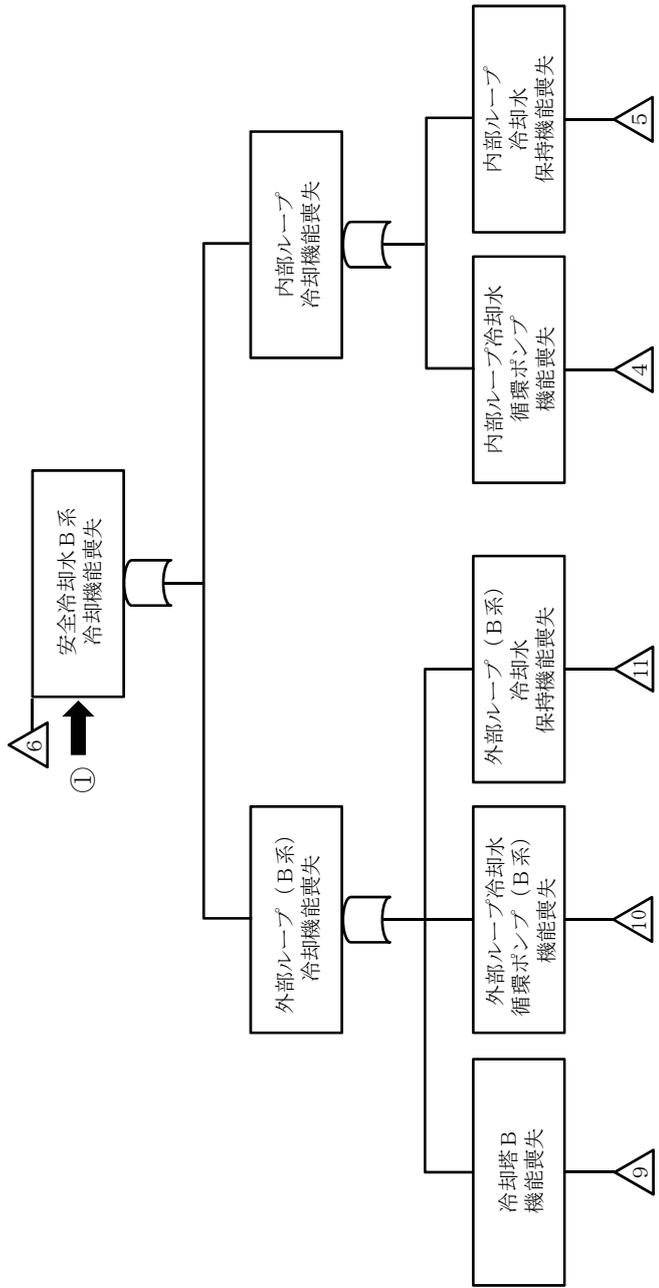 6
①
安全冷却水B系
冷却機能喪失
外部ループ（B系）
冷却機能喪失
内部ループ
冷却機能喪失
冷却塔B
機能喪失
外部ループ冷却水
循環ポンプ（B系）
機能喪失
外部ループ（B系）
冷却水
保持機能喪失
内部ループ冷却水
循環ポンプ
機能喪失
内部ループ
冷却水
保持機能喪失
9
10
11
4
5